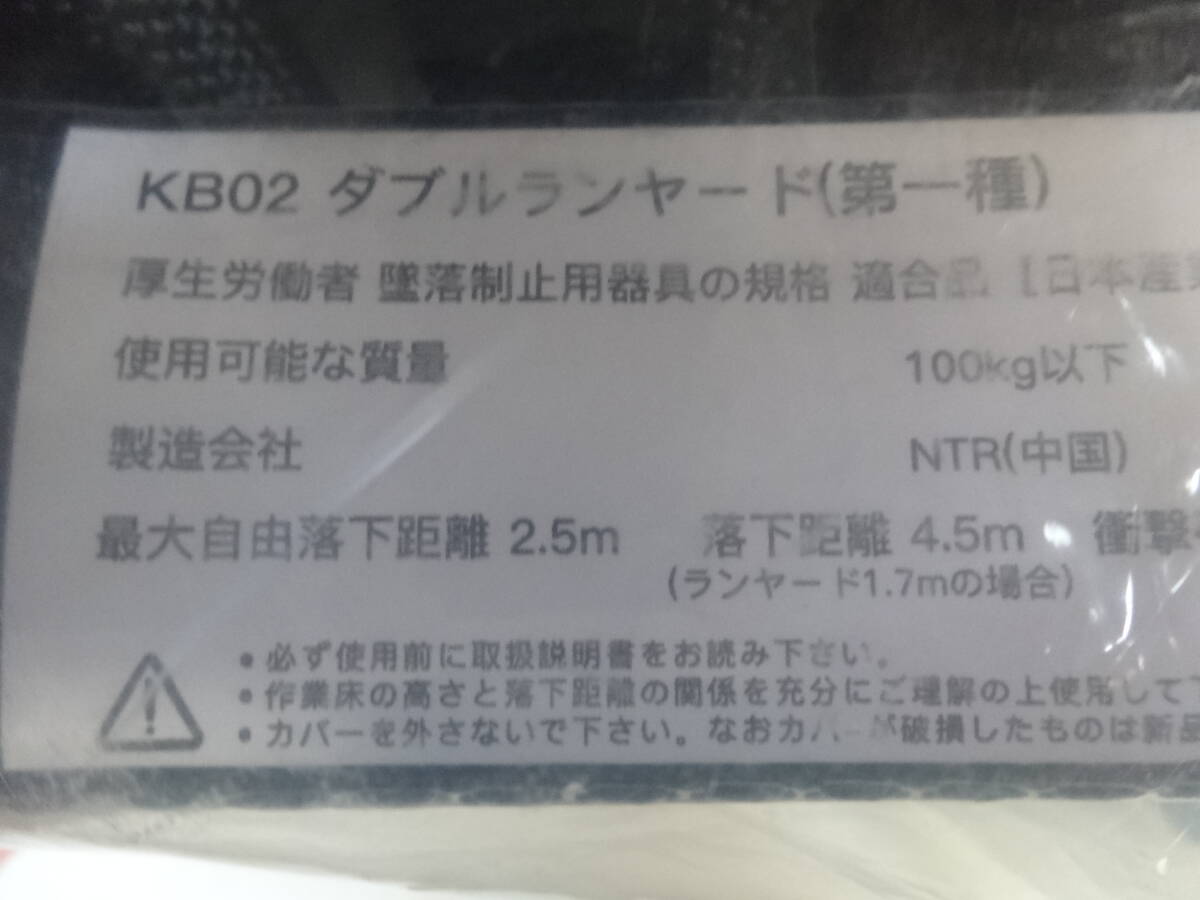 KB02 ダブルランヤード(第一種)
厚生労働者 墜落制止用器具の規格 適合品 [日本産業
使用可能な質量 100kg以下
製造会社 NTR(中国)
最大自由落下距離 2.5m 落下距離 4.5m 衝撃
(ランヤード1.7mの場合)
• 必ず使用前に取扱説明書をお読み下さい。
• 作業床の高さと落下距離の関係を充分にご理解の上使用して下
• カバーを外さないで下さい。なおカバーが破損したものは新品